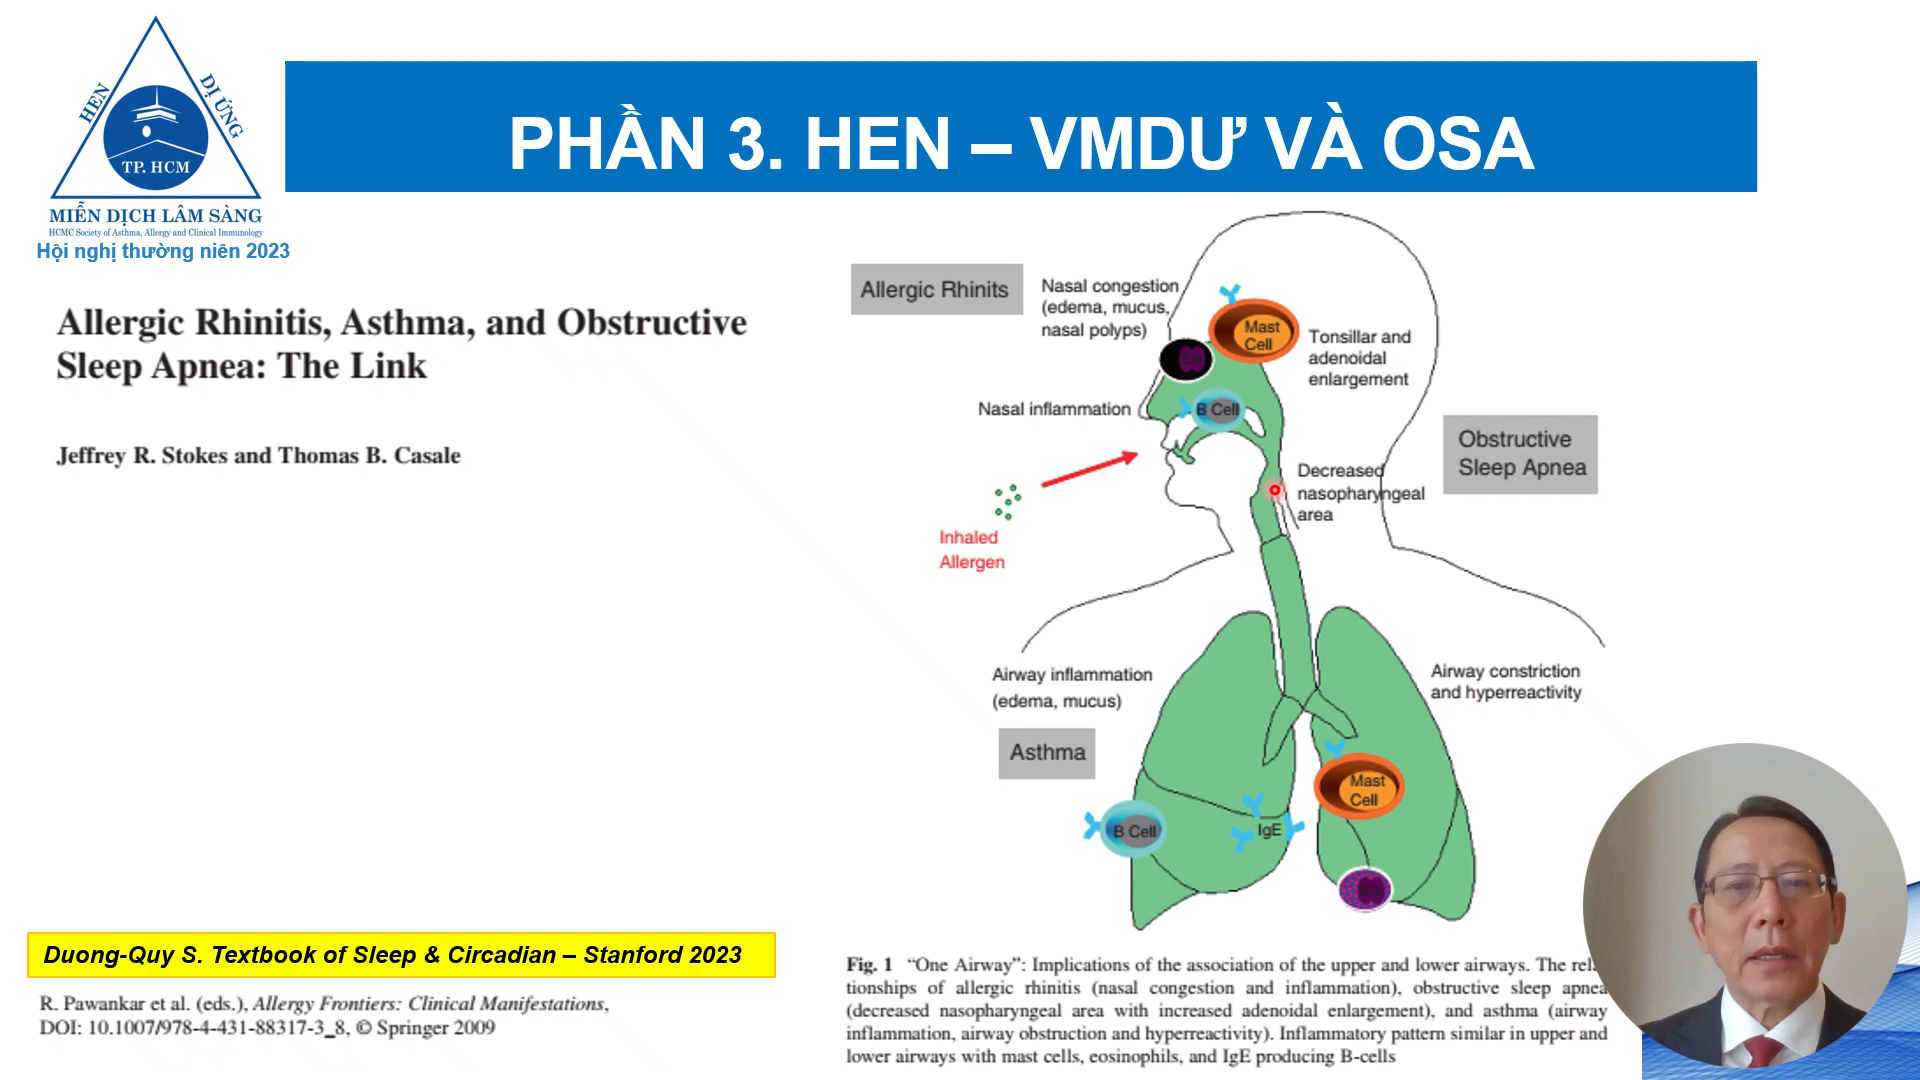 HEN
DỊ ỨNG
TP. HCM
MIỄN DỊCH LÂM SÀNG
HCMC Society of Asthma, Allergy and Clinical Immunology
Hội nghị thường niên 2023
PHẦN 3. HEN – VMDƯ VÀ OSA
Allergic Rhinitis, Asthma, and Obstructive
Sleep Apnea: The Link
Jeffrey R. Stokes and Thomas B. Casale
Allergic Rhinits
Nasal congestion
(edema, mucus,
nasal polyps)
Mast
Cell
Tonsillar and
adenoidal
enlargement
Nasal inflammation
B Cell
Obstructive
Sleep Apnea
Decreased
nasopharyngeal
area
Inhaled
Allergen
Airway inflammation
(edema, mucus)
Airway constriction
and hyperreactivity
Asthma
Mast
Cell
B Cell
IgE
Duong-Quy S. Textbook of Sleep & Circadian – Stanford 2023
R. Pawankar et al. (eds.), Allergy Frontiers: Clinical Manifestations,
DOI: 10.1007/978-4-431-88317-3_8, © Springer 2009
Fig. 1 “One Airway”: Implications of the association of the upper and lower airways. The rela
tionships of allergic rhinitis (nasal congestion and inflammation), obstructive sleep apnea
(decreased nasopharyngeal area with increased adenoidal enlargement), and asthma (airway
inflammation, airway obstruction and hyperreactivity). Inflammatory pattern similar in upper and
lower airways with mast cells, eosinophils, and IgE producing B-cells